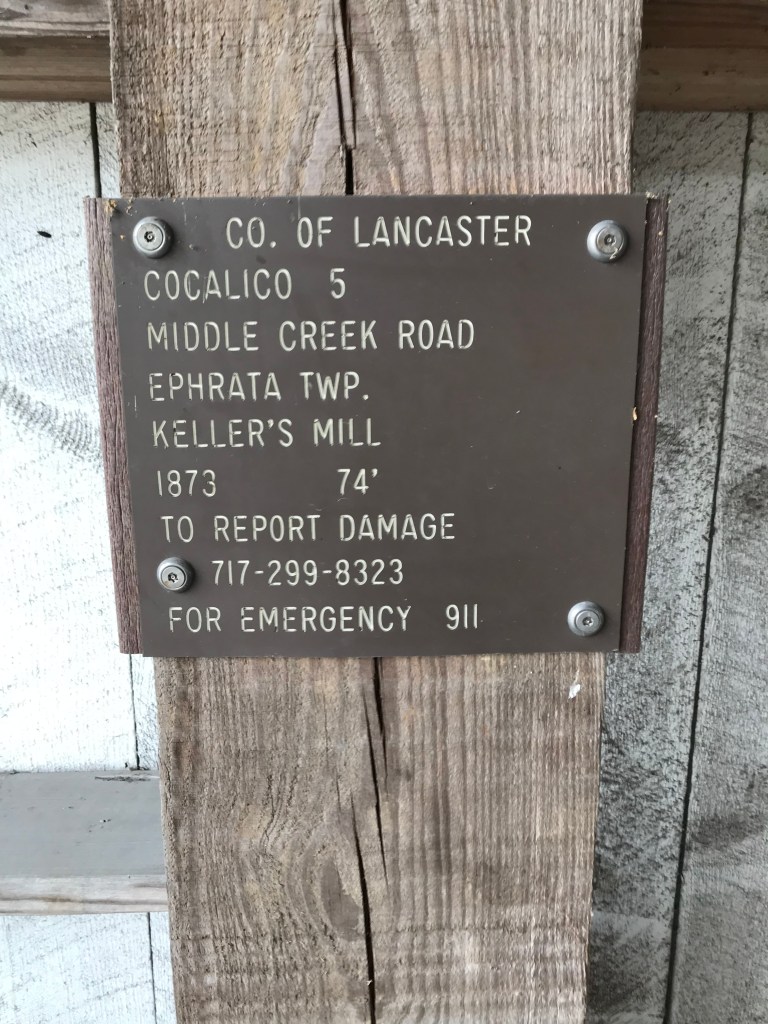 CO. OF LANCASTER
COCALICO 5
MIDDLE CREEK ROAD
EPHRATA TWP.
KELLER'S MILL
1873 74'
TO REPORT DAMAGE
717-299-8323
FOR EMERGENCY 911